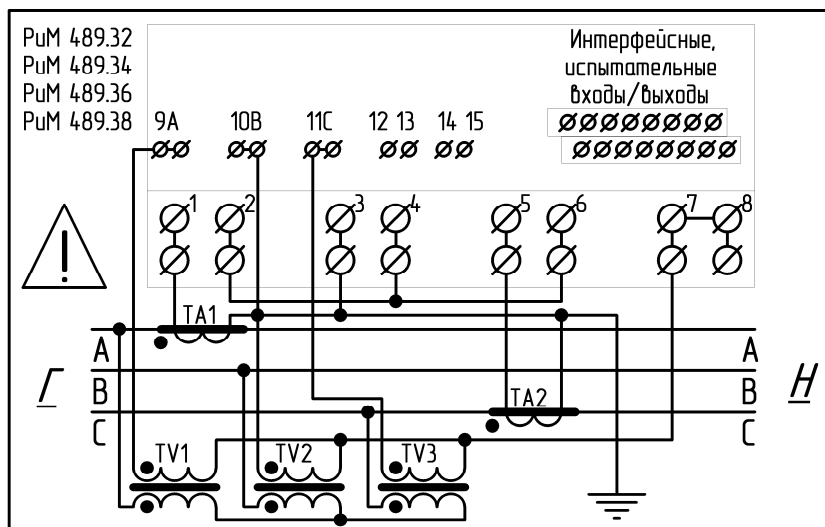 РиМ 489.32
РиМ 489.34
РиМ 489.36
РиМ 489.38
Интерфейсные,
испытательные
входы/выходы
9А 10В 11С 12 13 14 15
1 2 3 4 5 6 7 8
!
ТА1
А А
Г Н
В В
ТА2
С С
TV1 TV2 TV3